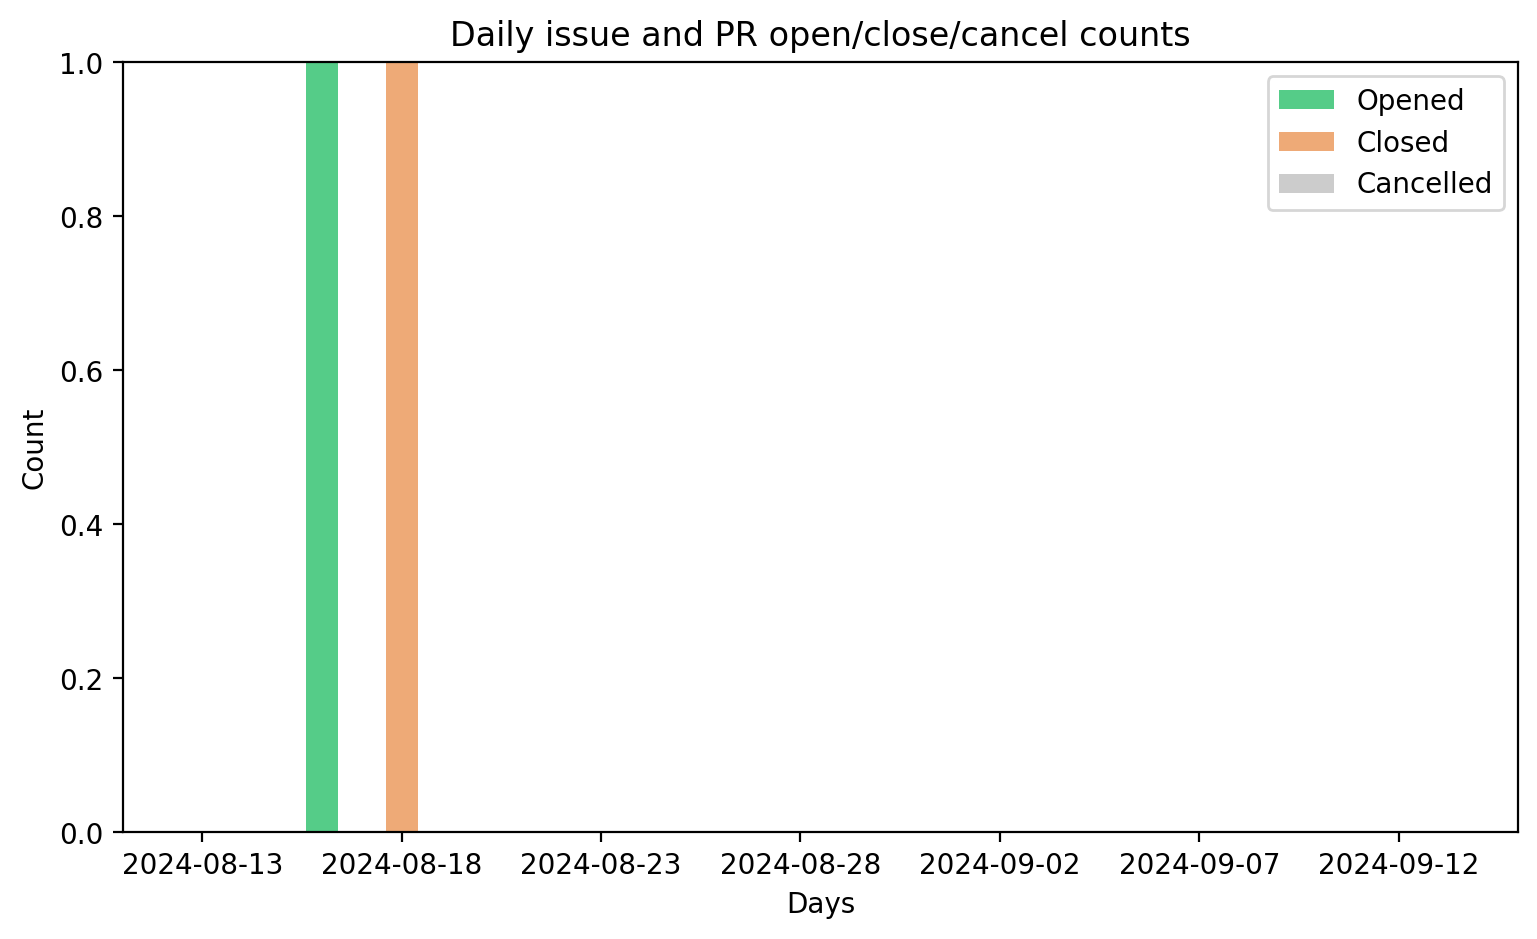 Daily issue and PR open/close/cancel counts
1.0
0.8
0.6
0.4
0.2
0.0
Count
Opened
Closed
Cancelled
2024-08-13 2024-08-18 2024-08-23 2024-08-28 2024-09-02 2024-09-07 2024-09-12
Days